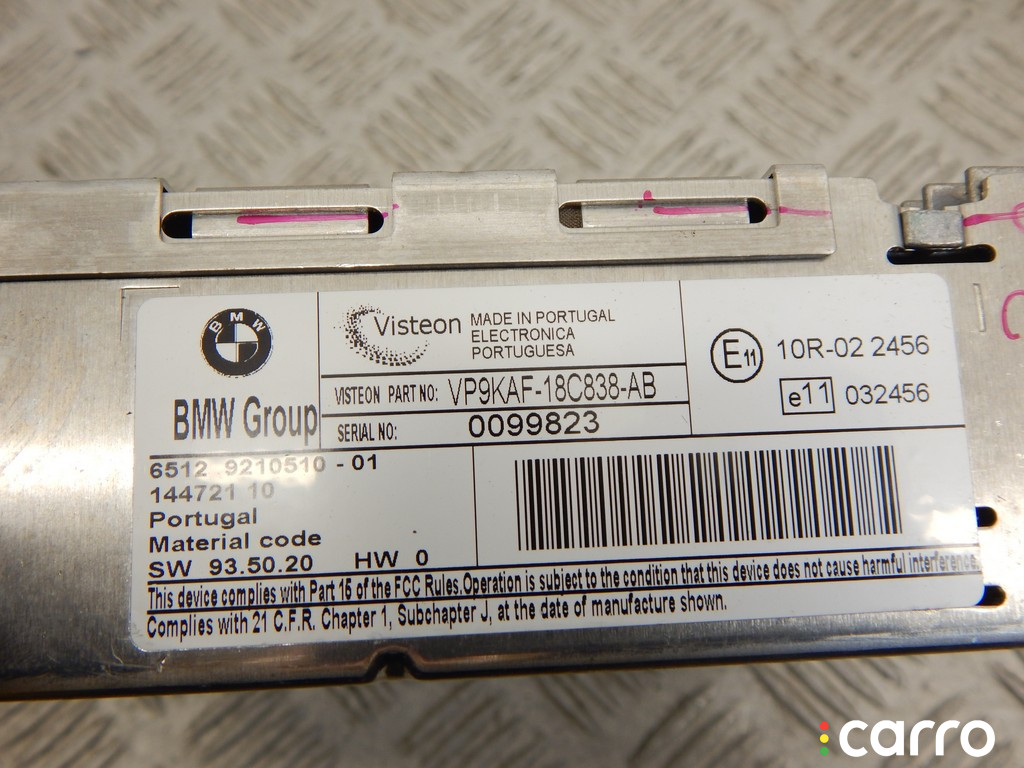 BMW
BMW Group
Visteon
MADE IN PORTUGAL
ELECTRONICA
PORTUGUESA
VISTEON PART NO: VP9KAF-18C838-AB
SERIAL NO: 0099823
E11 10R-02 2456
e11 032456
6512 9210510 - 01
144721 10
Portugal
Material code
SW 93.50.20 HW 0
This device complies with Part 15 of the FCC Rules.Operation is subject to the condition that this device does not cause harmful interference.
Complies with 21 C.F.R. Chapter 1, Subchapter J, at the date of manufacture shown.
carro